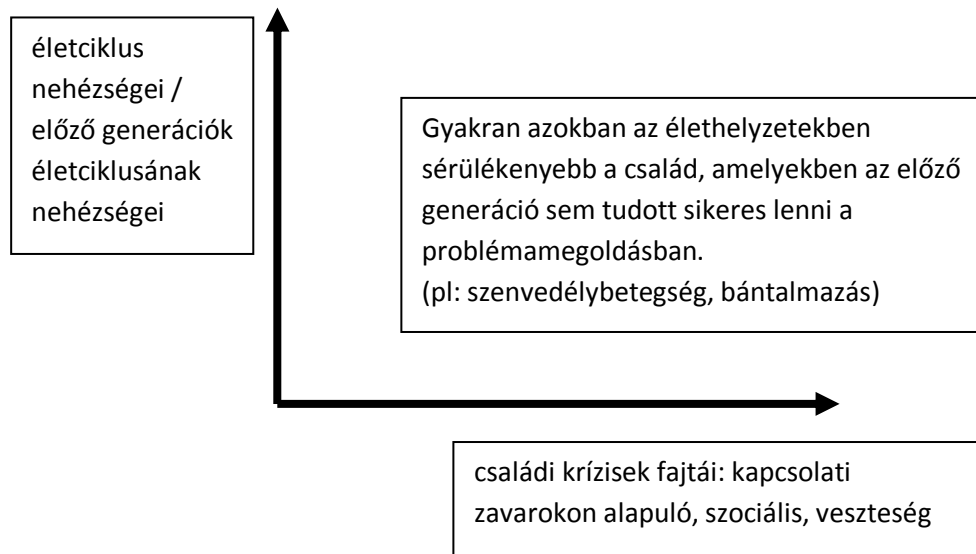 életciklus
nehézségei /
előző generációk
életciklusának
nehézségei
Gyakran azokban az élethelyzetekben
sérülékenyebb a család, amelyekben az előző
generáció sem tudott sikeres lenni a
problémamegoldásban.
(pl: szenvedélybetegség, bántalmazás)
családi krízisek fajtái: kapcsolati
zavarokon alapuló, szociális, veszteség